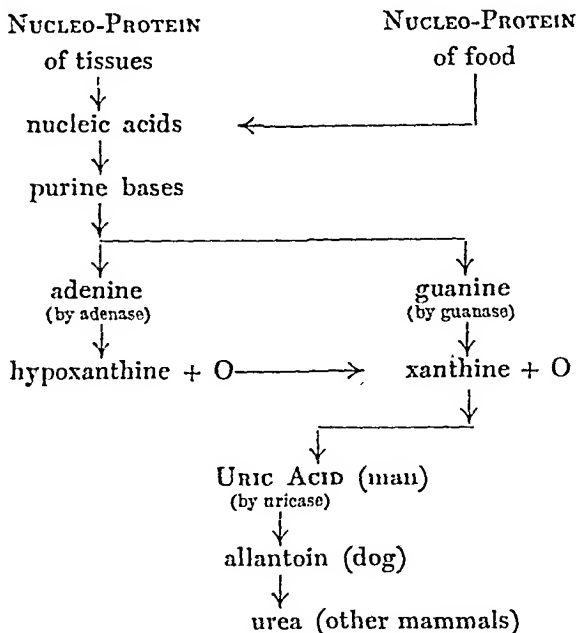 NUCLEO-PROTEIN
of tissues
NUCLEO-PROTEIN
of food
nucleic acids
purine bases
adenine
(by adenase)
guanine
(by guanase)
hypoxanthine + O
xanthine + O
URIC ACID (man)
(by uricase)
allantoin (dog)
urea (other mammals)